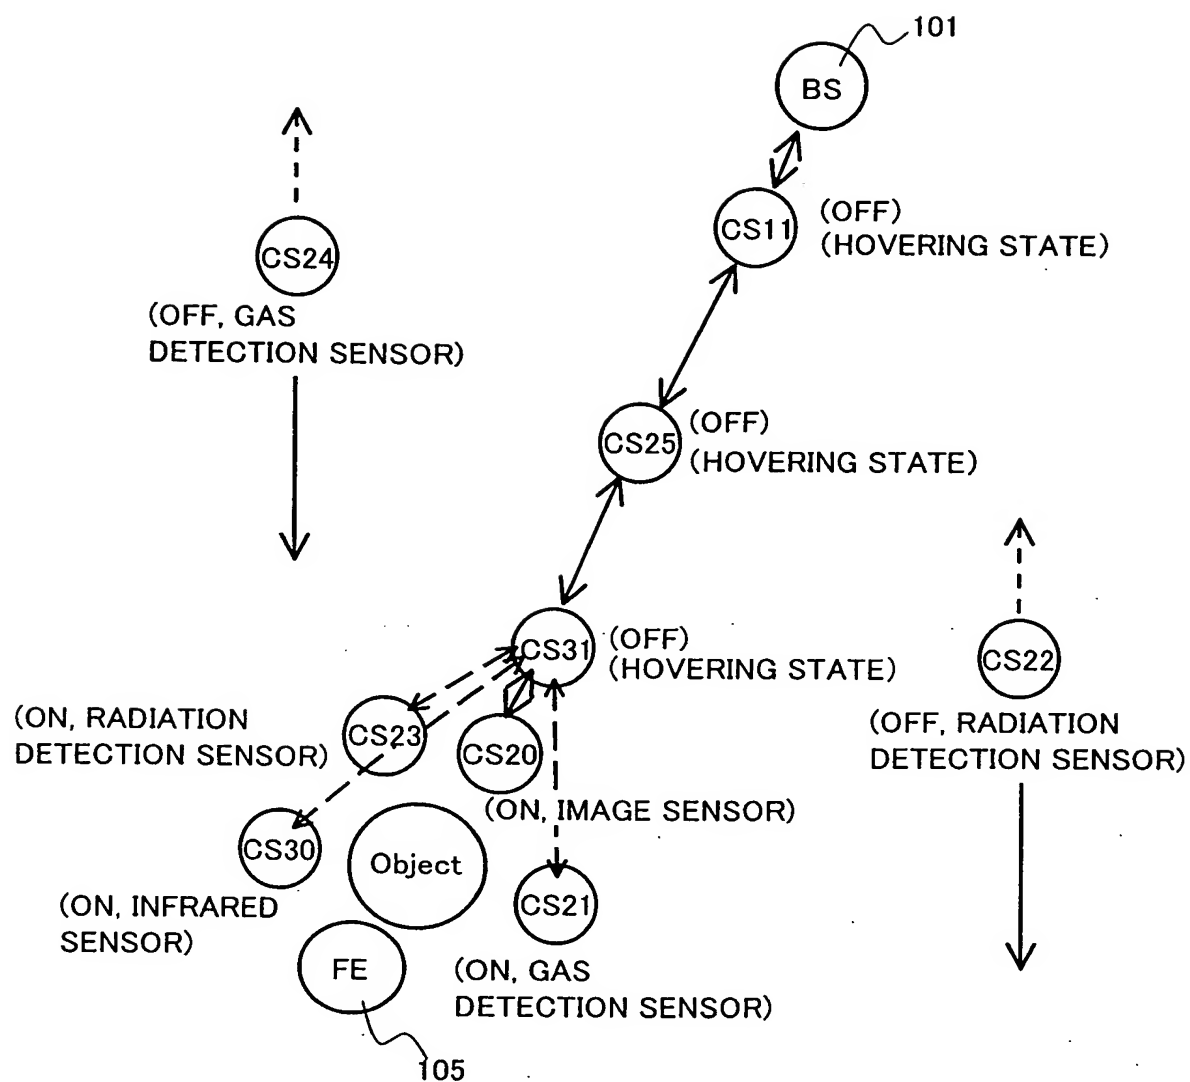 101
BS
CS11
(OFF)
(HOVERING STATE)
CS24
(OFF, GAS
DETECTION SENSOR)
CS25
(OFF)
(HOVERING STATE)
CS31
(OFF)
(HOVERING STATE)
CS22
(OFF, RADIATION
DETECTION SENSOR)
(ON, RADIATION
DETECTION SENSOR)
CS23
CS20
(ON, IMAGE SENSOR)
CS30
(ON, INFRARED
SENSOR)
Object
CS21
(ON, GAS
DETECTION SENSOR)
FE
105